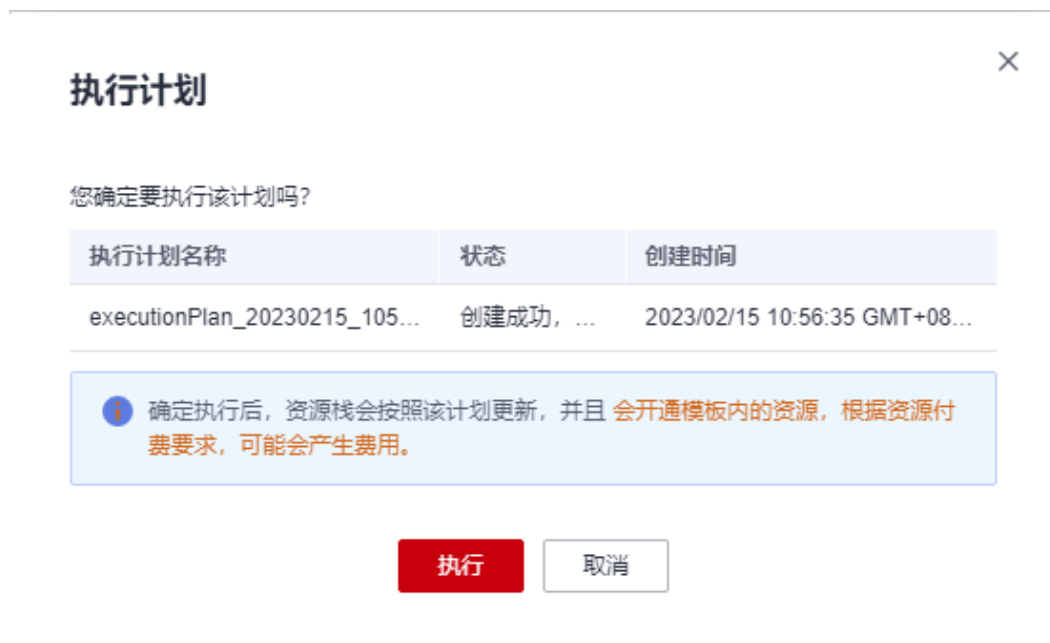 执行计划
您确定要执行该计划吗?
执行计划名称 状态 创建时间
executionPlan_20230215_105... 创建成功，... 2023/02/15 10:56:35 GMT+08...
确定执行后，资源栈会按照该计划更新，并且 会开通模板内的资源，根据资源付
费要求，可能会产生费用。
执行 取消